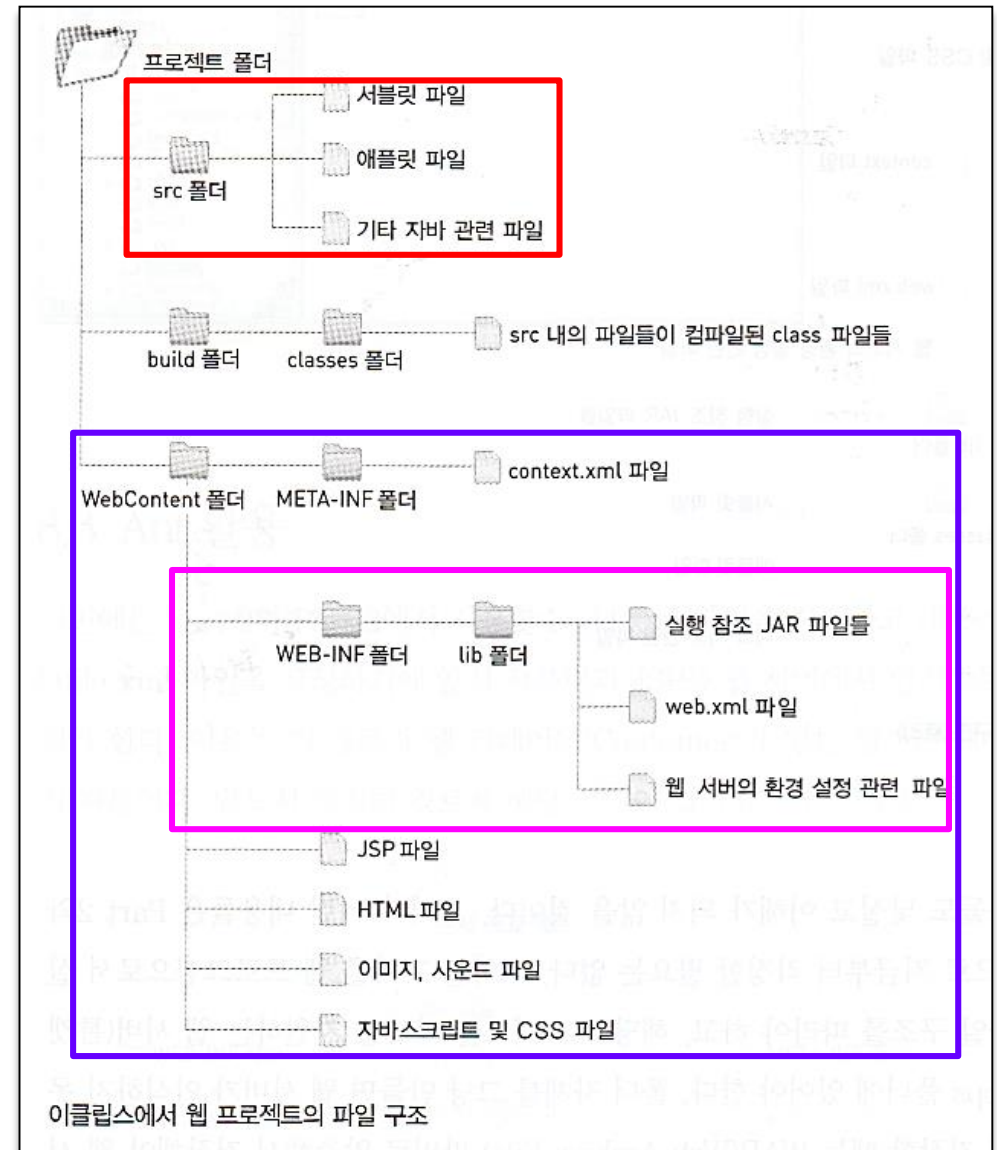 프로젝트 폴더
서블릿 파일
애플릿 파일
src 폴더
기타 자바 관련 파일
src 내의 파일들이 컴파일된 class 파일들
build 폴더
classes 폴더
context.xml 파일
WebContent 폴더
META-INF 폴더
실행 참조 JAR 파일들
WEB-INF 폴더
lib 폴더
web.xml 파일
웹 서버의 환경 설정 관련 파일
JSP 파일
HTML 파일
이미지, 사운드 파일
자바스크립트 및 CSS 파일
이클립스에서 웹 프로젝트의 파일 구조